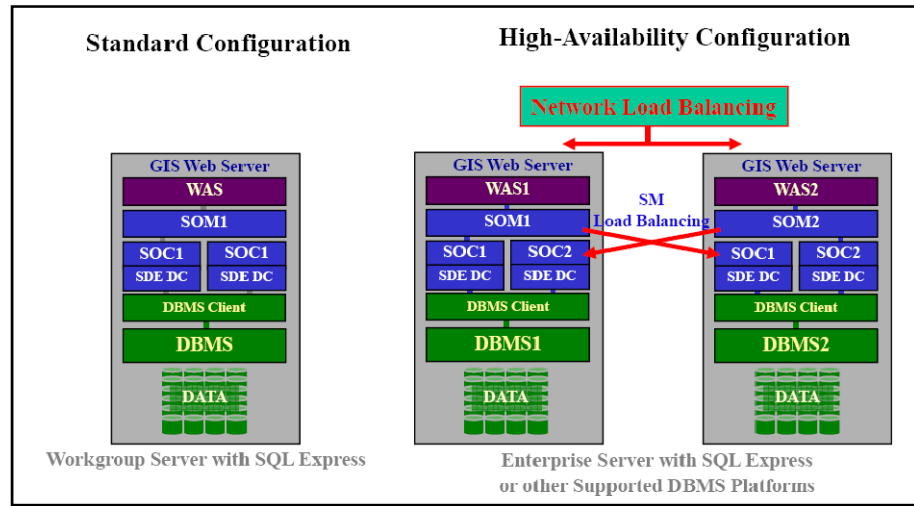 Standard Configuration
High-Availability Configuration
Network Load Balancing
GIS Web Server
WAS
SOM1
SOC1 SOC1
SDE DC SDE DC
DBMS Client
DBMS
DATA
Workgroup Server with SQL Express
GIS Web Server
WAS1
SOM1
SOC1 SOC2
SDE DC SDE DC
DBMS Client
DBMS1
DATA
SM
Load Balancing
GIS Web Server
WAS2
SOM2
SOC1 SOC2
SDE DC SDE DC
DBMS Client
DBMS2
DATA
Enterprise Server with SQL Express
or other Supported DBMS Platforms